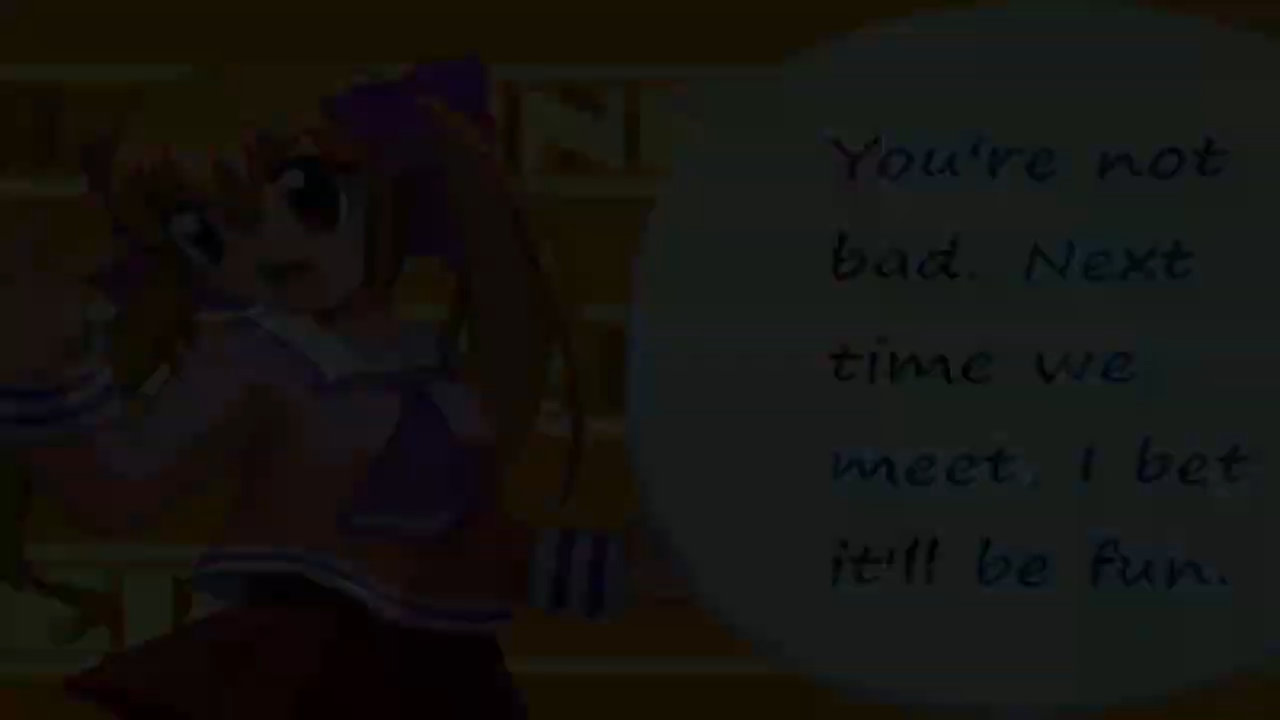 You're not
bad. Next
time we
meet, I bet
it'll be fun.